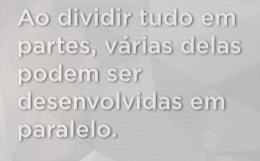 Ao dividir tudo em
partes, várias delas
podem ser
desenvolvidas em
paralelo.